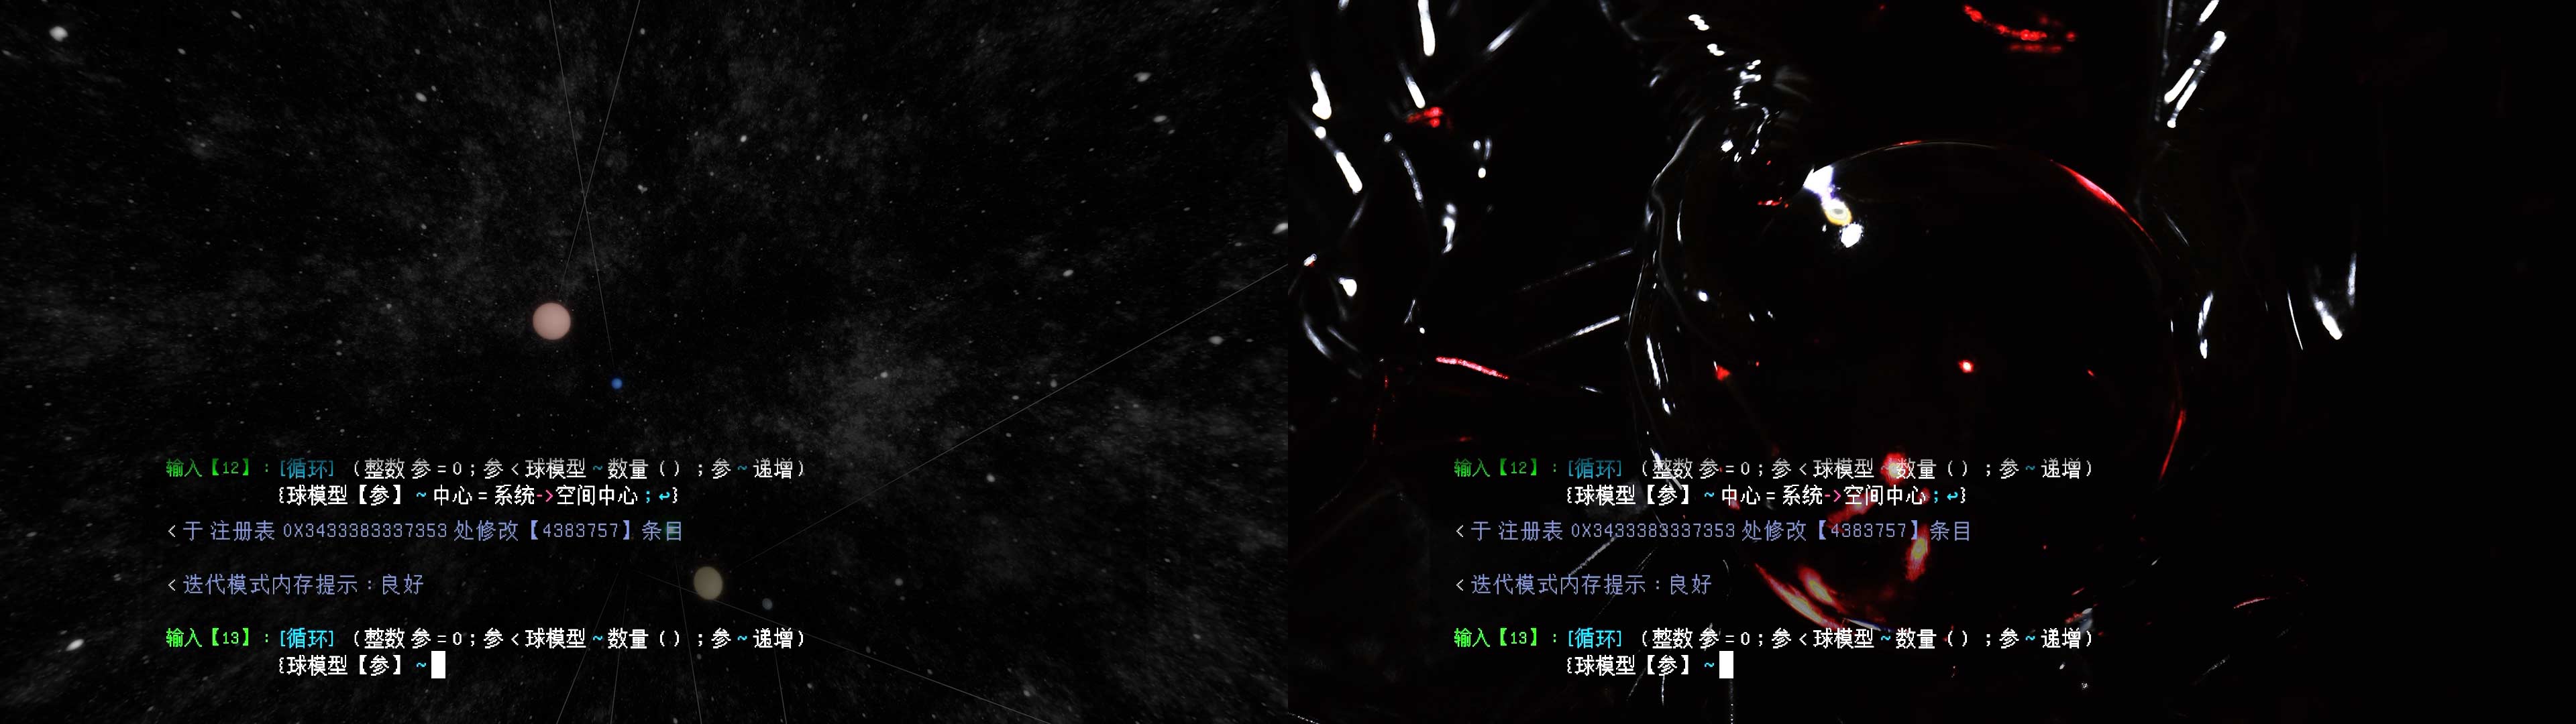 输入【12】：[循环] （整数 参 = 0；参 < 球模型 ~ 数量（）；参 ~ 递增）
{球模型【参】 ~ 中心 = 系统->空间中心；↩}
< 于 注册表 0X3433383337353 处修改【4383757】条目
< 迭代模式内存提示：良好
输入【13】：[循环] （整数 参 = 0；参 < 球模型 ~ 数量（）；参 ~ 递增）
{球模型【参】 ~
输入【12】：[循环] （整数 参 = 0；参 < 球模型 ~ 数量（）；参 ~ 递增）
{球模型【参】 ~ 中心 = 系统->空间中心；↩}
< 于 注册表 0X3433383337353 处修改【4383757】条目
< 迭代模式内存提示：良好
输入【13】：[循环] （整数 参 = 0；参 < 球模型 ~ 数量（）；参 ~ 递增）
{球模型【参】 ~